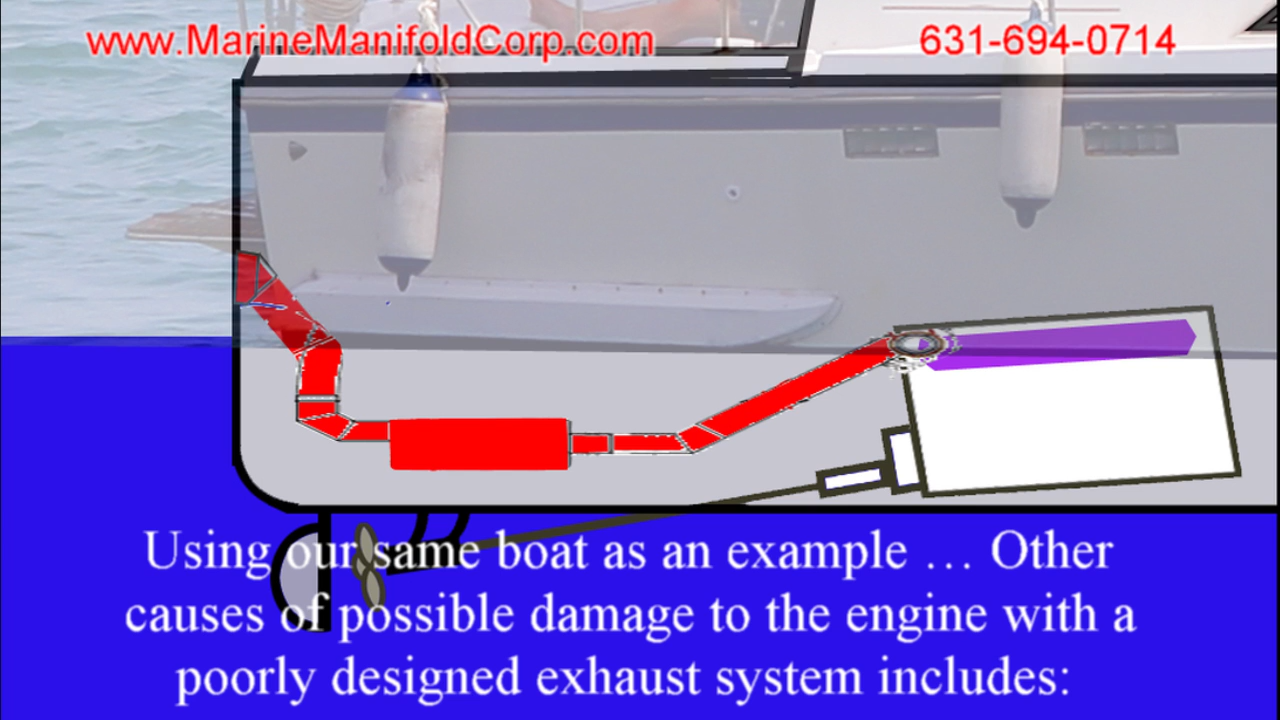 www.MarineManifoldCorp.com
631-694-0714
Using our same boat as an example … Other
causes of possible damage to the engine with a
poorly designed exhaust system includes: